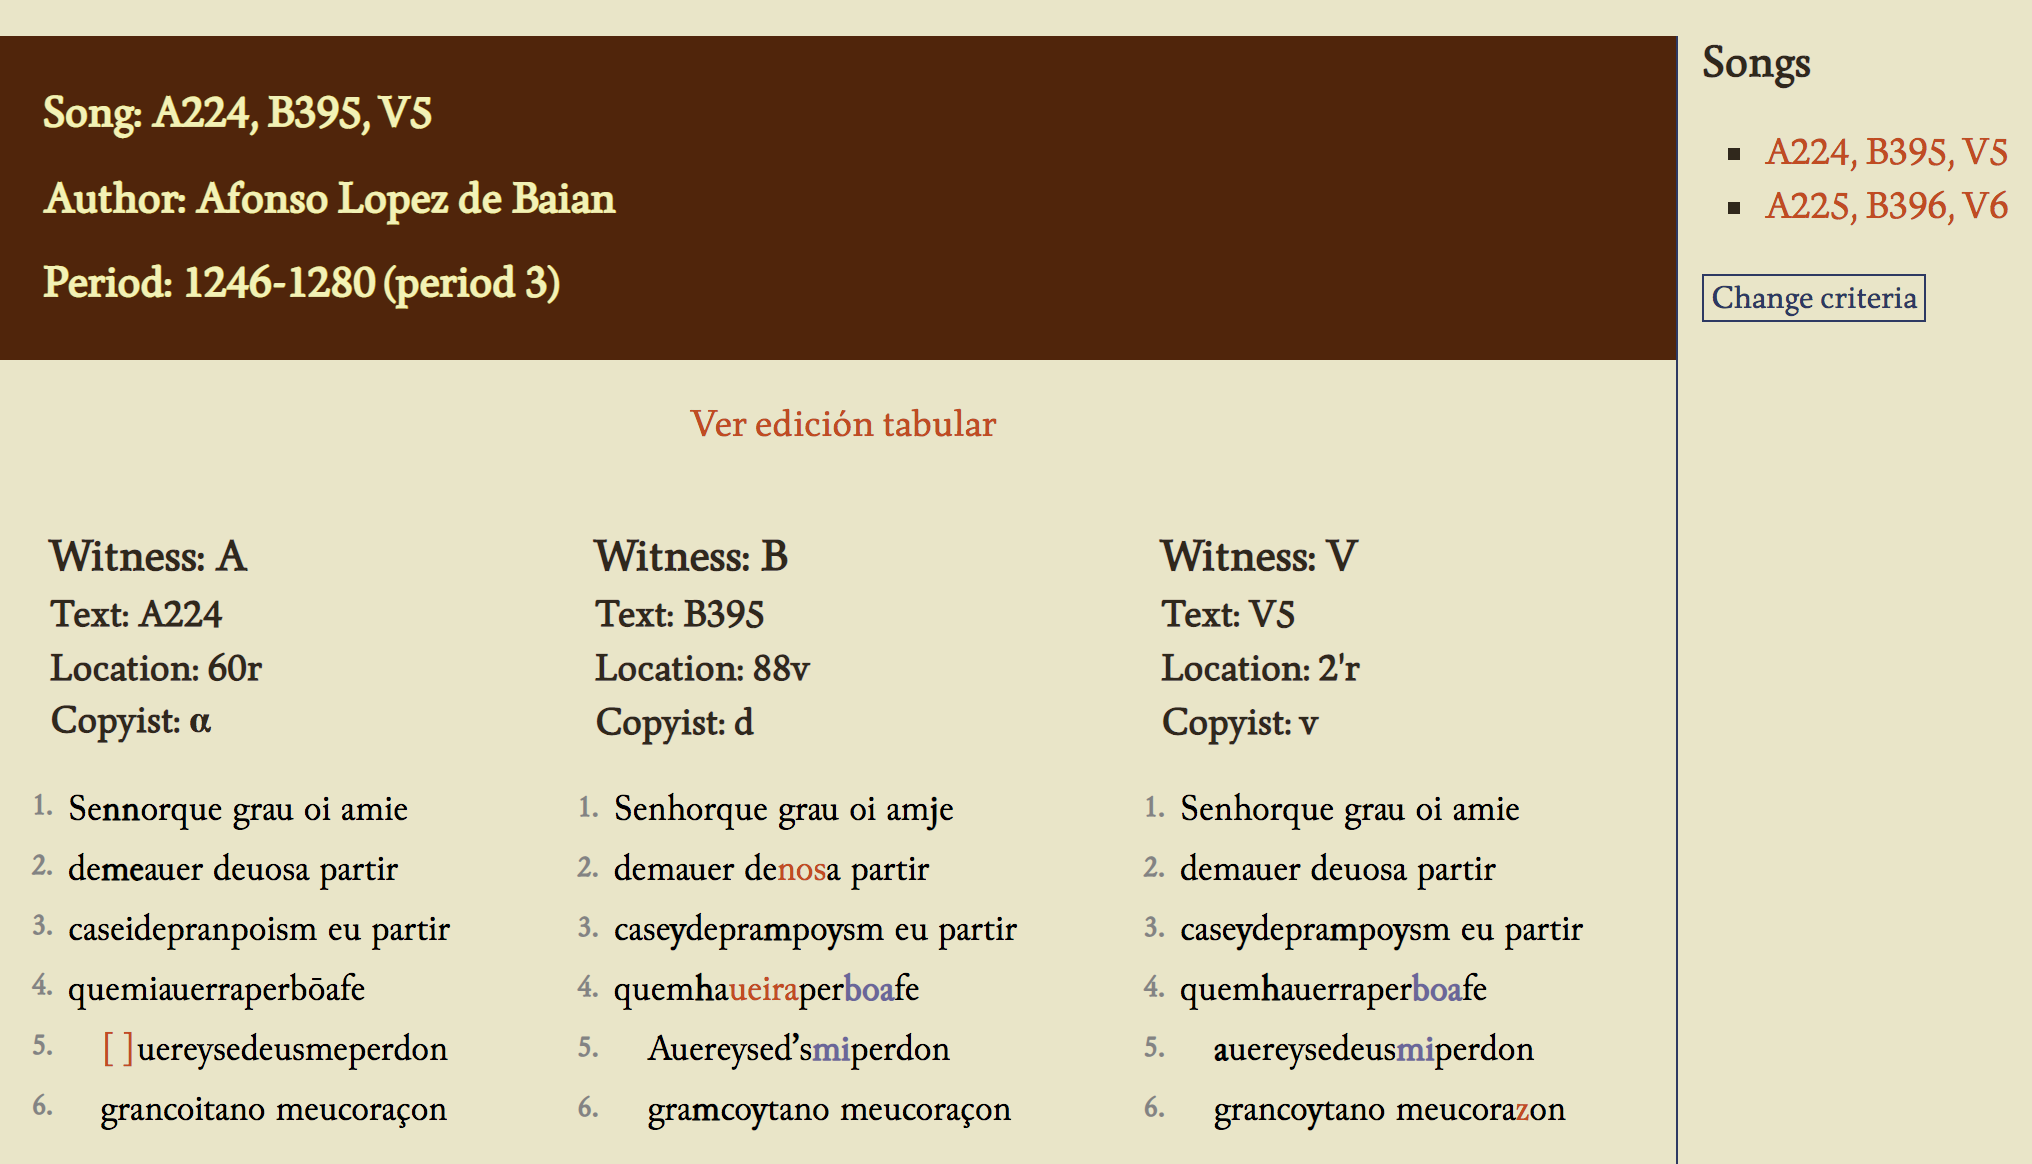 Song: A224, B395, V5
Author: Afonso Lopez de Baian
Period: 1246-1280 (period 3)
Songs
A224, B395, V5
A225, B396, V6
Change criteria
Ver edición tabular
Witness: A
Text: A224
Location: 60r
Copyist: α
1. Sennorque grau oi amie
2. demeauer deuosa partir
3. caseidepranpoism eu partir
4. quemiauerraperbōafe
5. [ ]uereysedeusmeperdon
6. grancoitano meucoraçon
Witness: B
Text: B395
Location: 88v
Copyist: d
1. Senhorque grau oi amje
2. demauer denosa partir
3. caseydeprampoysm eu partir
4. quemhaueiraperboafe
5. Auereysed’smiperdon
6. gramcoytano meucoraçon
Witness: V
Text: V5
Location: 2'r
Copyist: v
1. Senhorque grau oi amie
2. demauer deuosa partir
3. caseydeprampoysm eu partir
4. quemhauerraperboafe
5. auereysedeusmiperdon
6. grancoytano meucorazon